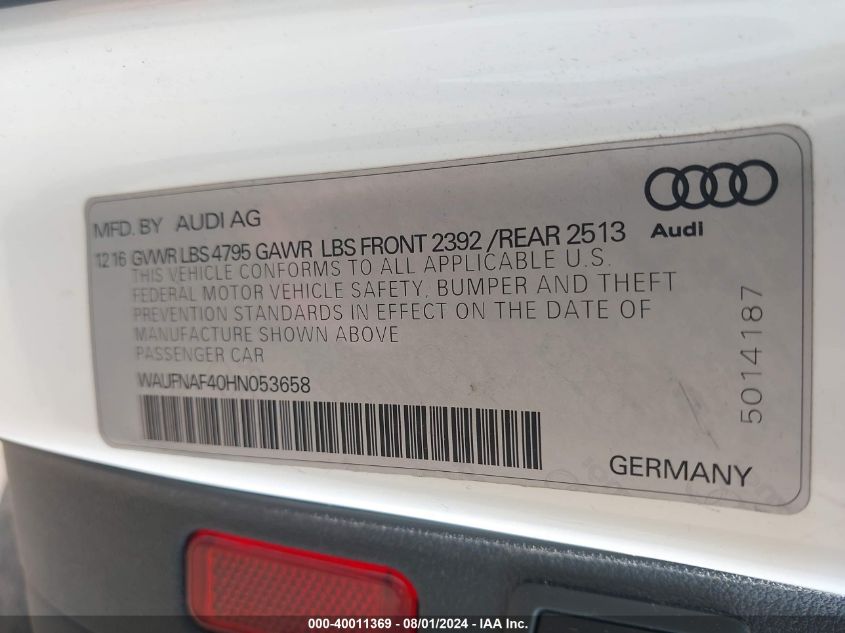 MFD. BY AUDI AG
12 16 GVWR LBS 4795 GAWR LBS FRONT 2392 /REAR 2513
THIS VEHICLE CONFORMS TO ALL APPLICABLE U.S.
FEDERAL MOTOR VEHICLE SAFETY, BUMPER AND THEFT
PREVENTION STANDARDS IN EFFECT ON THE DATE OF
MANUFACTURE SHOWN ABOVE
PASSENGER CAR
WAUFNAF40HN053658
Audi
5014187
GERMANY
000-40011369 - 08/01/2024 - IAA Inc.